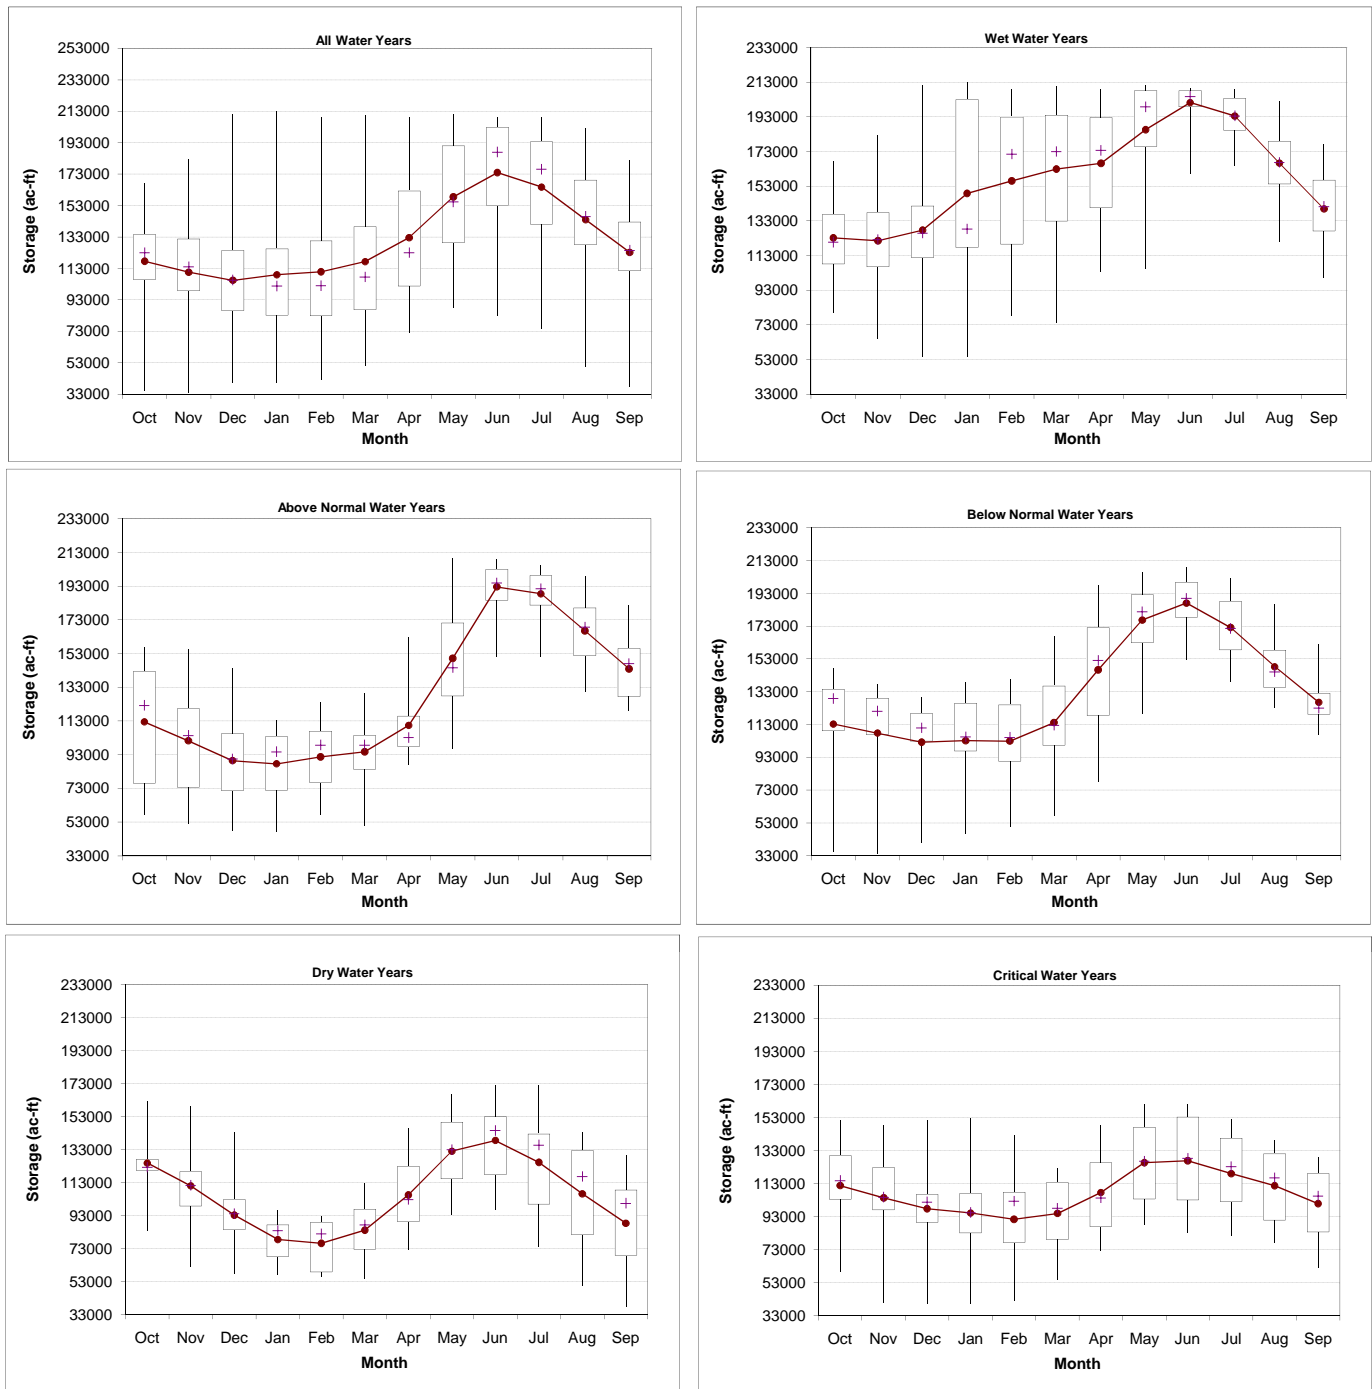 All Water Years
253000
233000
213000
193000
173000
153000
133000
113000
93000
73000
53000
33000
Storage (ac-ft)
Oct Nov Dec Jan Feb Mar Apr May Jun Jul Aug Sep
Month
Wet Water Years
233000
213000
193000
173000
153000
133000
113000
93000
73000
53000
33000
Storage (ac-ft)
Oct Nov Dec Jan Feb Mar Apr May Jun Jul Aug Sep
Month
Above Normal Water Years
233000
213000
193000
173000
153000
133000
113000
93000
73000
53000
33000
Storage (ac-ft)
Oct Nov Dec Jan Feb Mar Apr May Jun Jul Aug Sep
Month
Below Normal Water Years
233000
213000
193000
173000
153000
133000
113000
93000
73000
53000
33000
Storage (ac-ft)
Oct Nov Dec Jan Feb Mar Apr May Jun Jul Aug Sep
Month
Dry Water Years
233000
213000
193000
173000
153000
133000
113000
93000
73000
53000
33000
Storage (ac-ft)
Oct Nov Dec Jan Feb Mar Apr May Jun Jul Aug Sep
Month
Critical Water Years
233000
213000
193000
173000
153000
133000
113000
93000
73000
53000
33000
Storage (ac-ft)
Oct Nov Dec Jan Feb Mar Apr May Jun Jul Aug Sep
Month